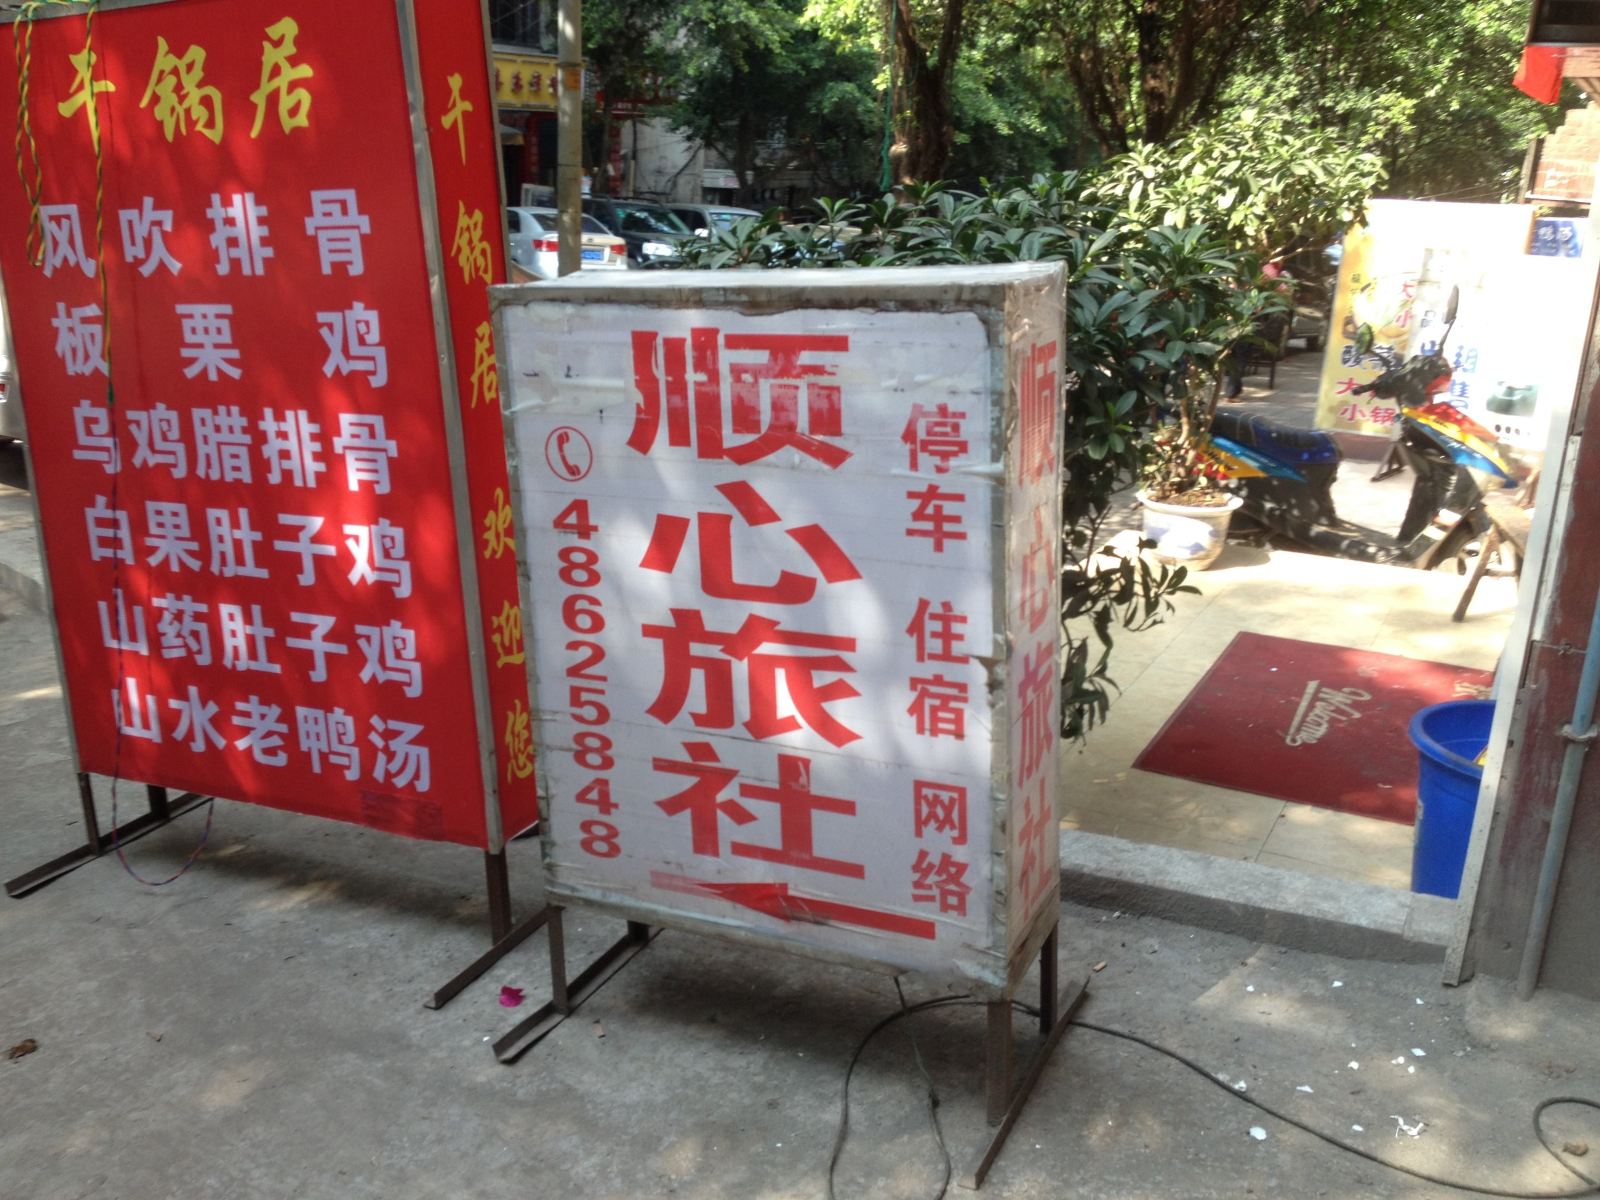 干锅居
风吹排骨
板栗鸡
乌鸡腊排骨
白果肚子鸡
山药肚子鸡
山水老鸭汤
干锅居 欢迎您
顺心旅社
48625848
停车 住宿 网络
顺心旅社
Welcome
小锅